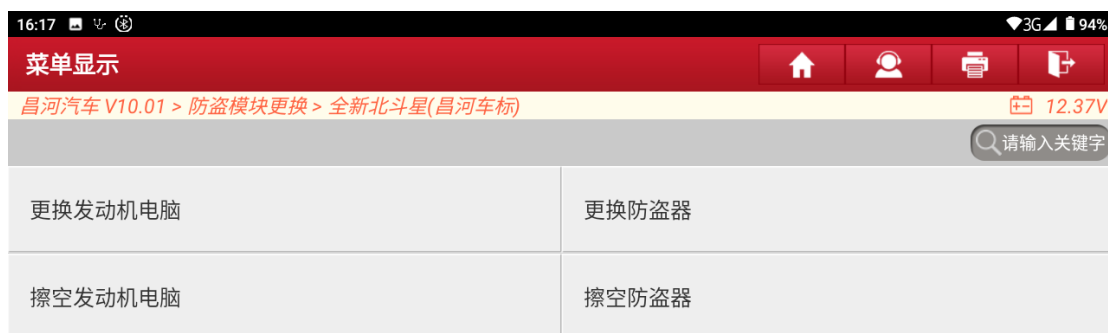 16:17 3G 94%
菜单显示
昌河汽车 V10.01 > 防盗模块更换 > 全新北斗星(昌河车标) 12.37V
请输入关键字
更换发动机电脑 更换防盗器
擦空发动机电脑 擦空防盗器